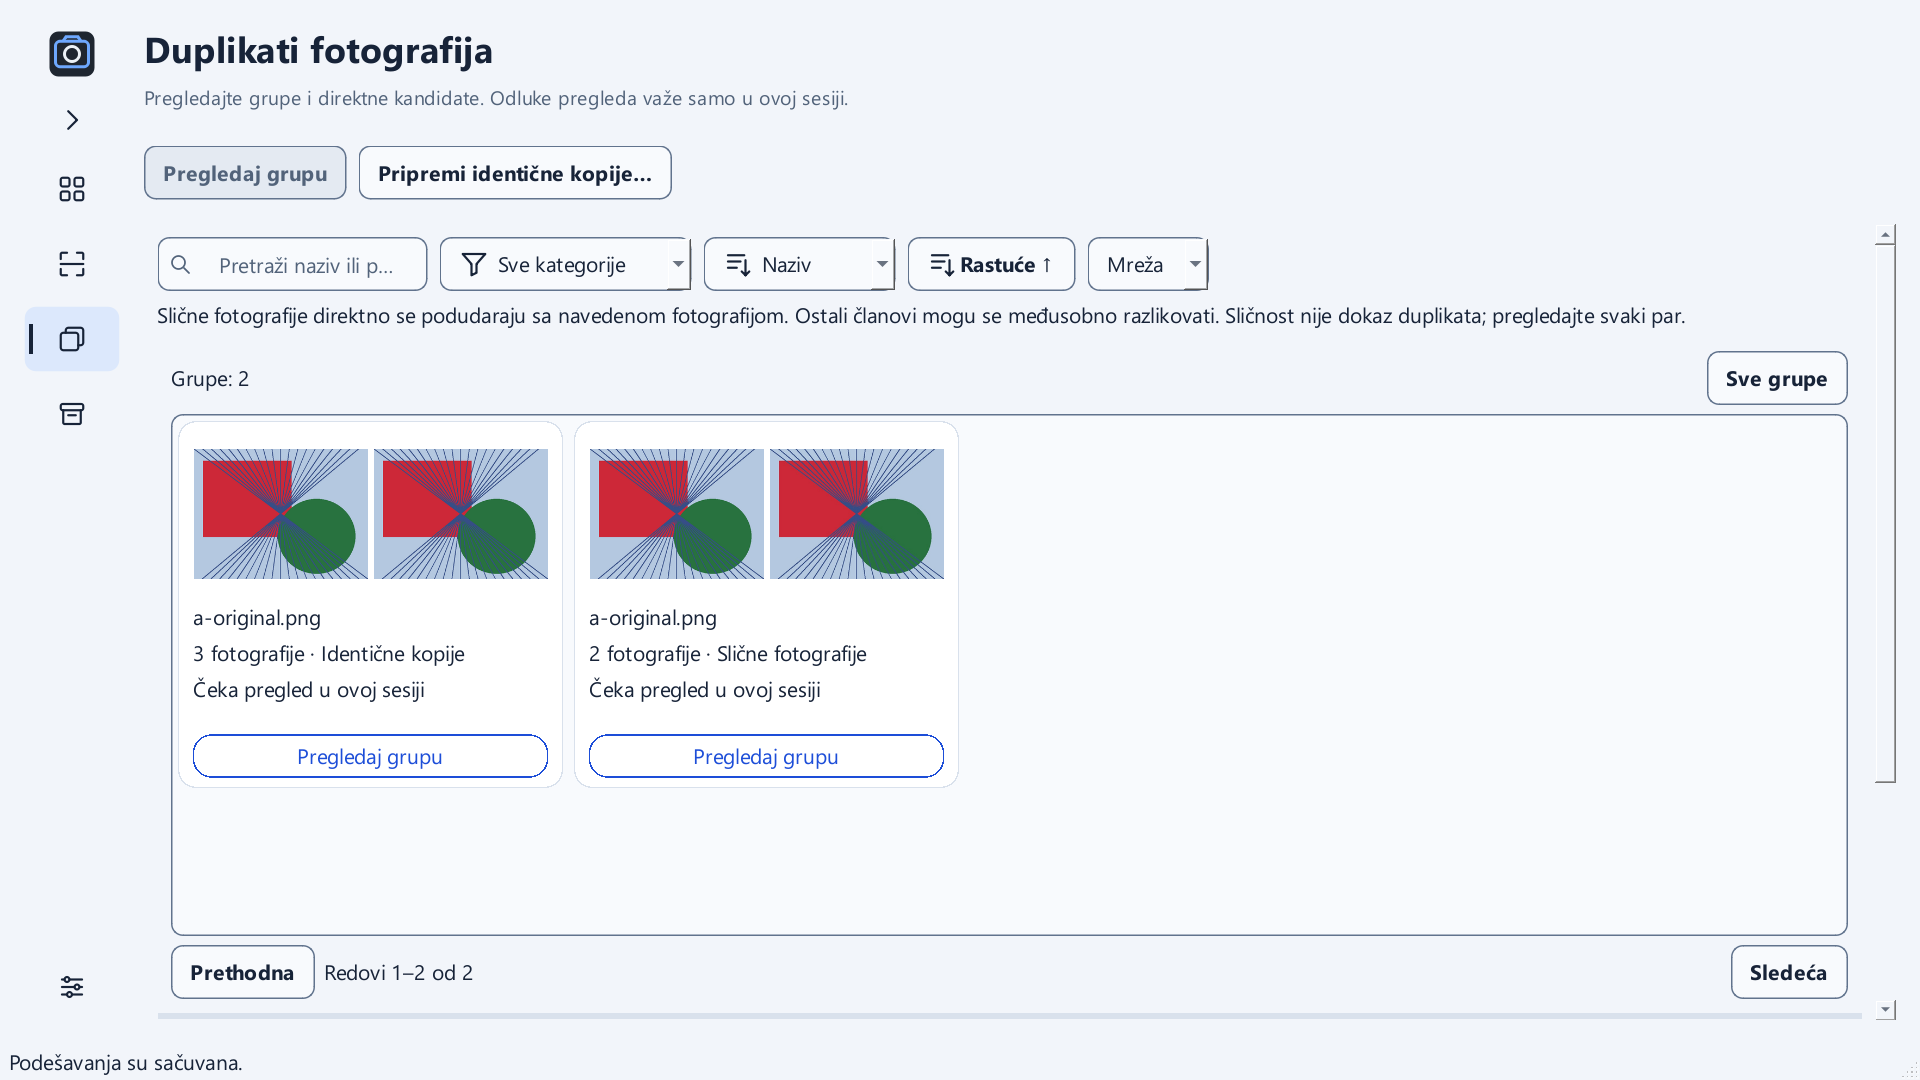 Duplikati fotografija
Pregledajte grupe i direktne kandidate. Odluke pregleda važe samo u ovoj sesiji.
Pregledaj grupu
Pripremi identične kopije...
Pretraži naziv ili p...
Sve kategorije
Naziv
Rastuće ↑
Mreža
Slične fotografije direktno se podudaraju sa navedenom fotografijom. Ostali članovi mogu se međusobno razlikovati. Sličnost nije dokaz duplikata; pregledajte svaki par.
Grupe: 2
Sve grupe
a-original.png
3 fotografije · Identične kopije
Čeka pregled u ovoj sesiji
Pregledaj grupu
a-original.png
2 fotografije · Slične fotografije
Čeka pregled u ovoj sesiji
Pregledaj grupu
Prethodna
Redovi 1–2 od 2
Sledeća
Podešavanja su sačuvana.